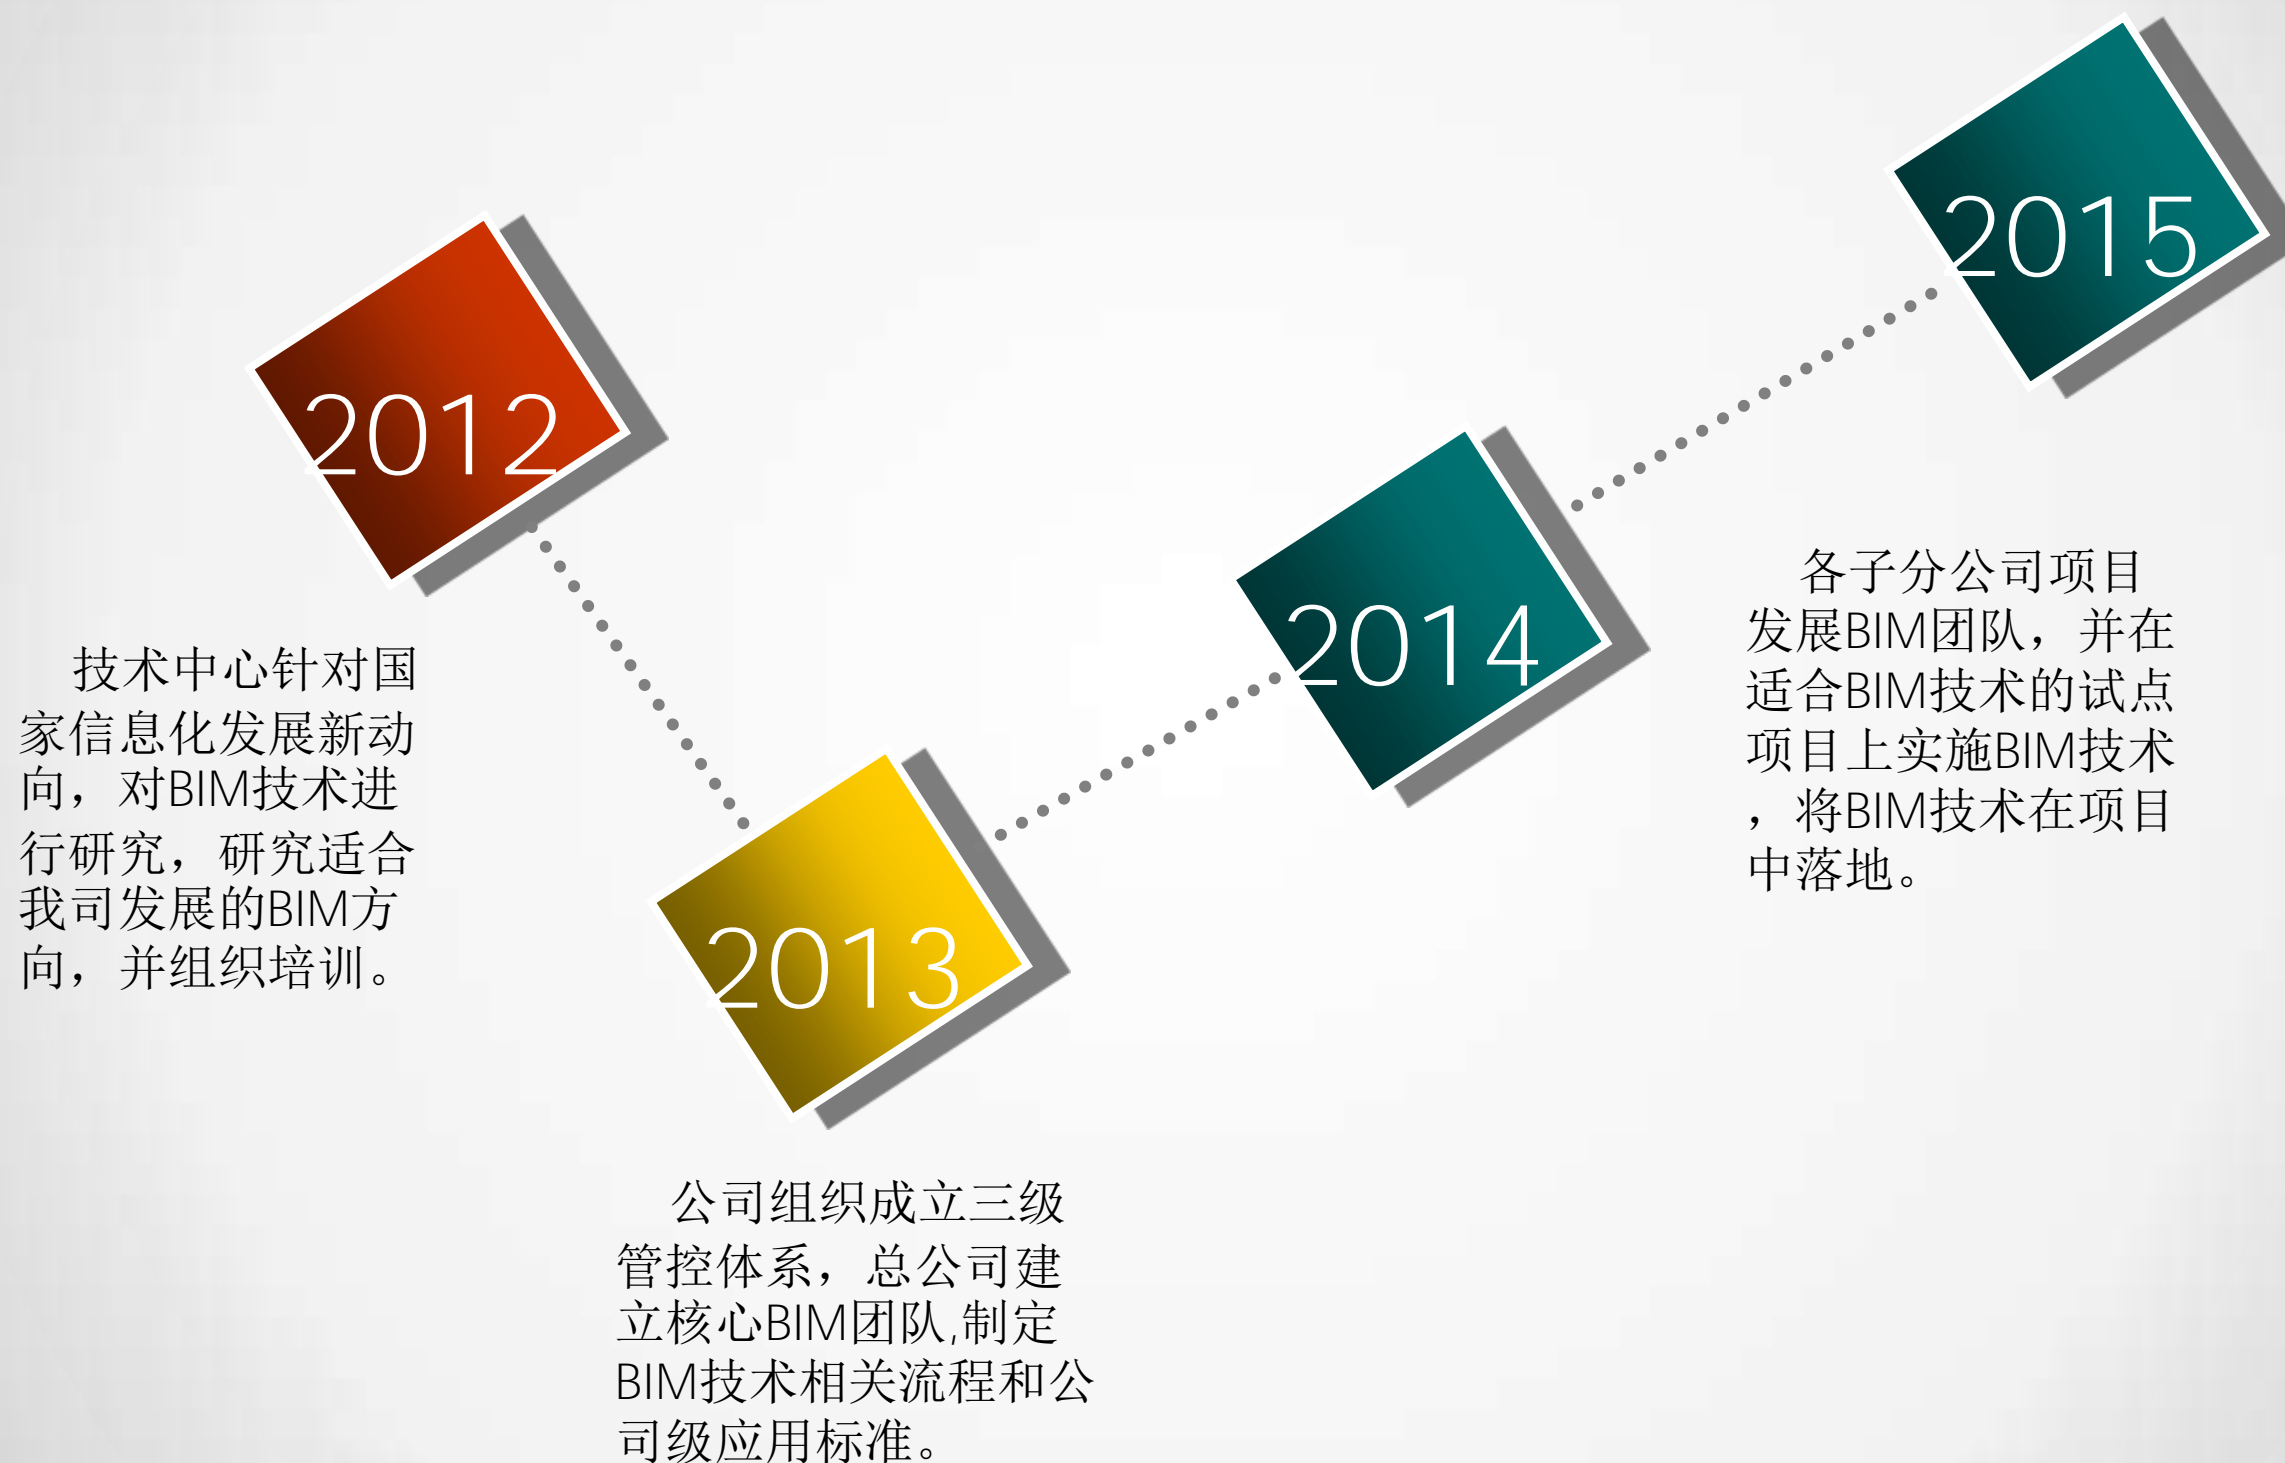 2012
技术中心针对国
家信息化发展新动
向，对BIM技术进
行研究，研究适合
我司发展的BIM方
向，并组织培训。
2013
公司组织成立三级
管控体系，总公司建
立核心BIM团队,制定
BIM技术相关流程和公
司级应用标准。
2014
2015
各子分公司项目
发展BIM团队，并在
适合BIM技术的试点
项目上实施BIM技术
，将BIM技术在项目
中落地。